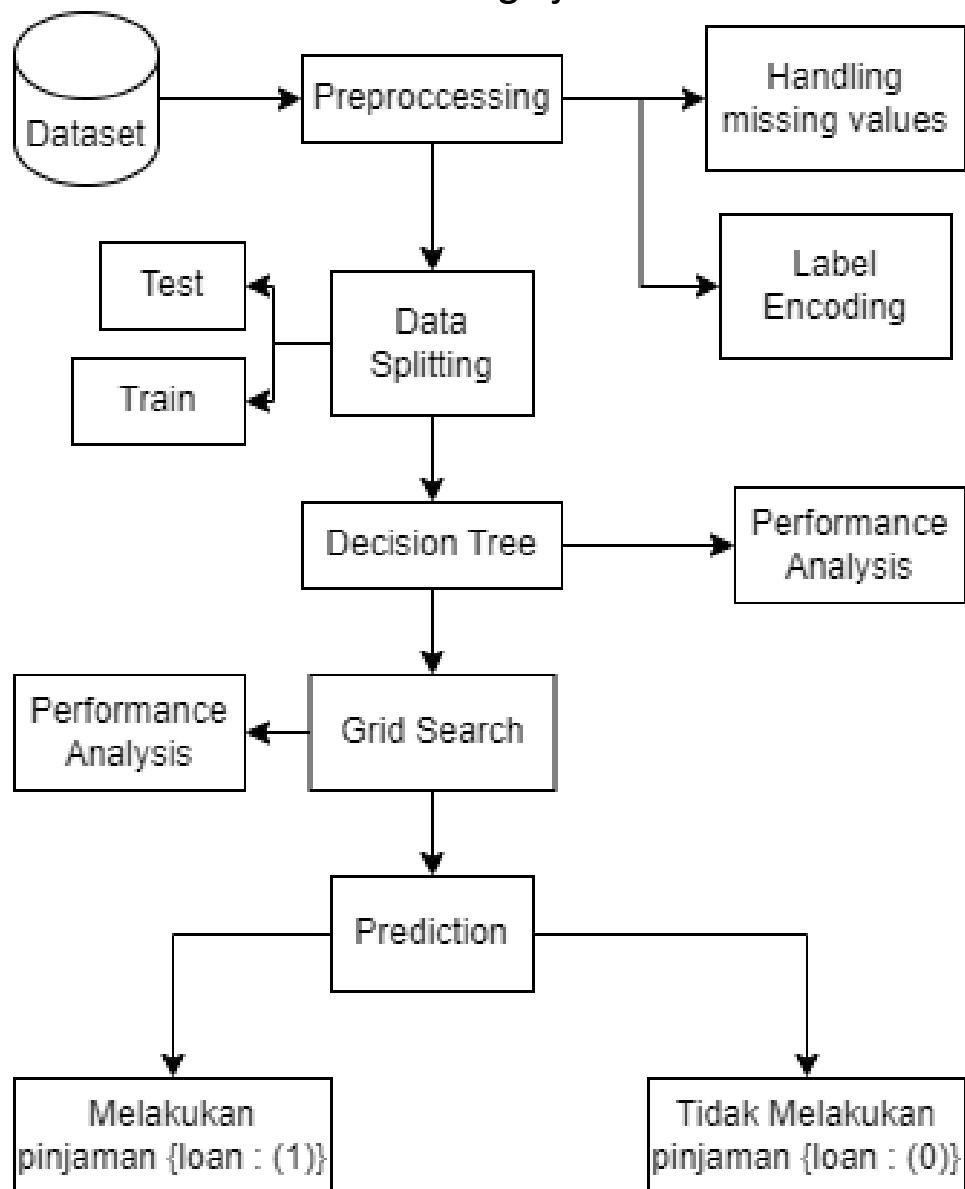 Dataset
Preproccessing
Handling
missing values
Label
Encoding
Test
Train
Data
Splitting
Decision Tree
Performance
Analysis
Performance
Analysis
Grid Search
Prediction
Melakukan
pinjaman {loan : (1)}
Tidak Melakukan
pinjaman {loan : (0)}